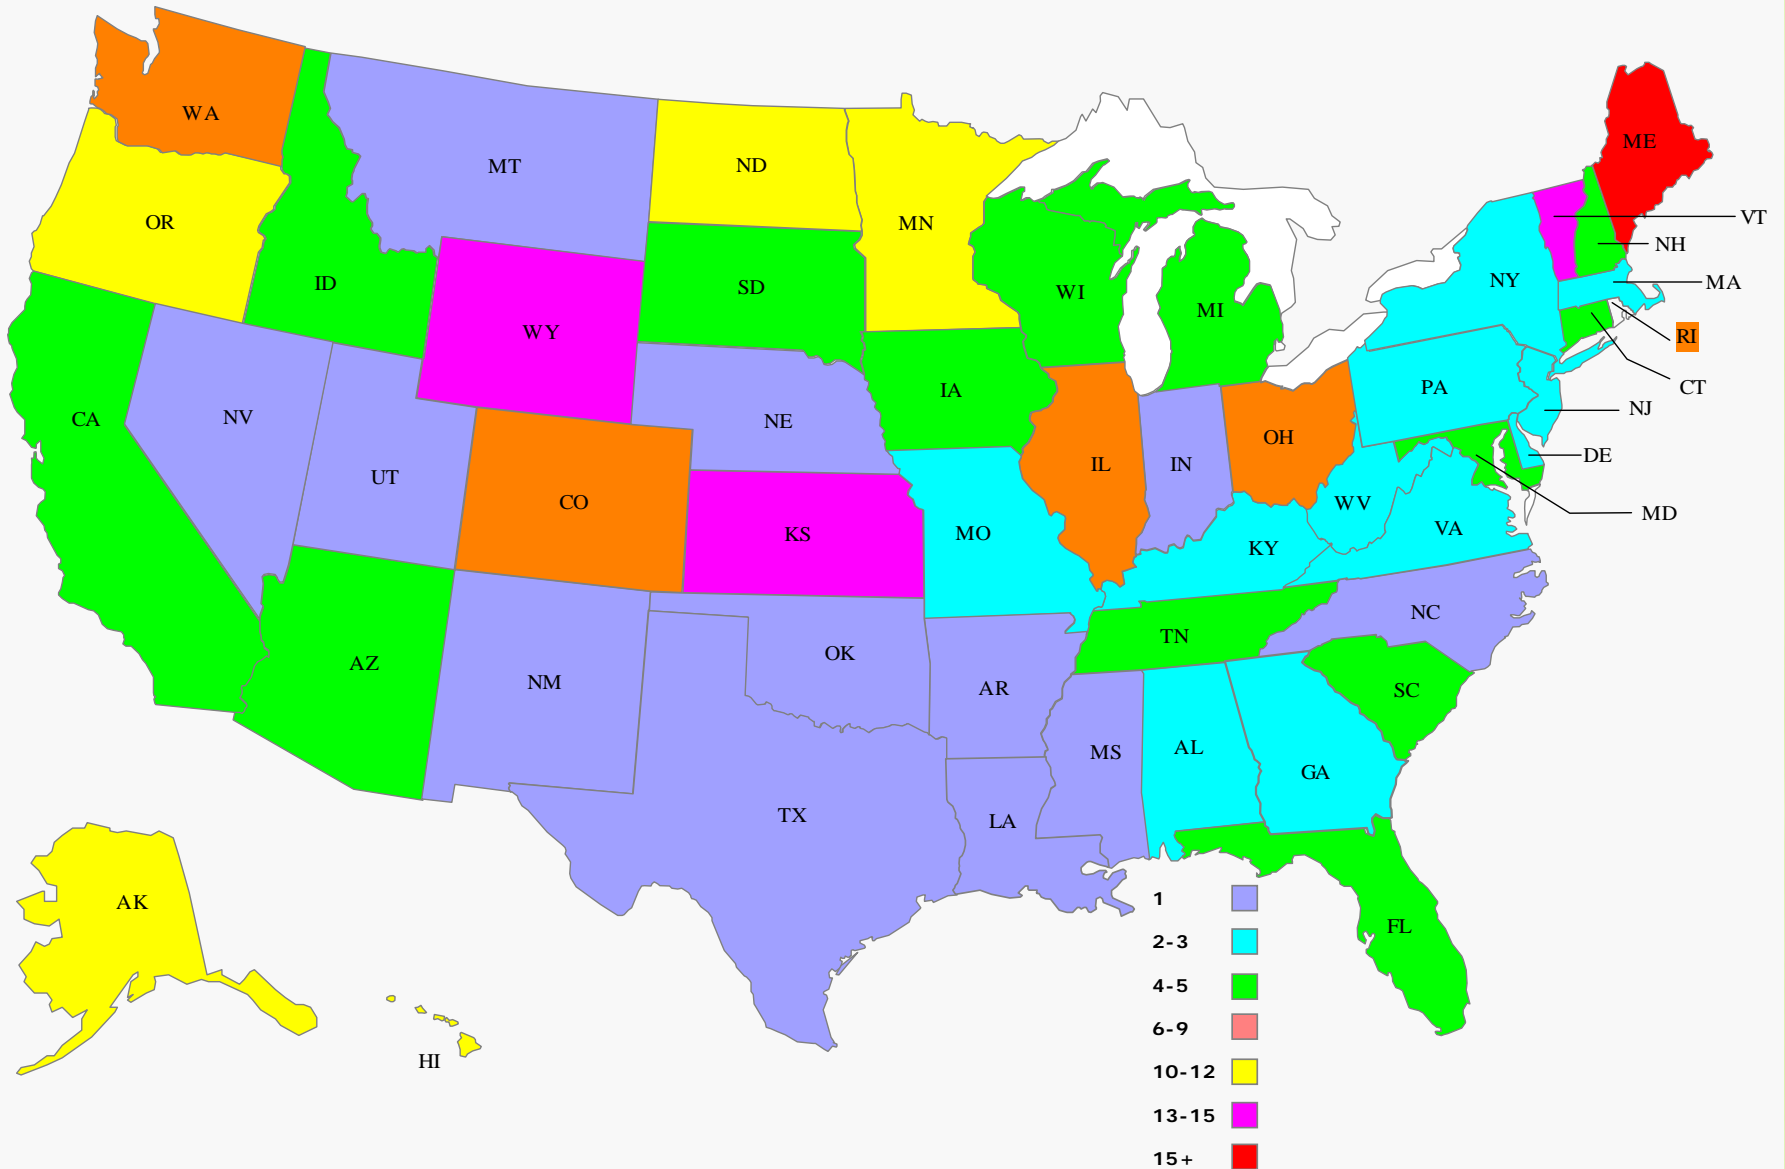 WA
ME
MT
ND
VT
OR
MN
NH
ID
SD
WI
NY
MA
MI
WY
RI
IA
PA
CT
CA
NV
NE
NJ
OH
UT
IL
IN
DE
CO
KS
MO
WV
MD
VA
KY
NC
TN
AZ
OK
NM
AR
SC
MS
AL
GA
TX
LA
AK
FL
HI
1
2-3
4-5
6-9
10-12
13-15
15+